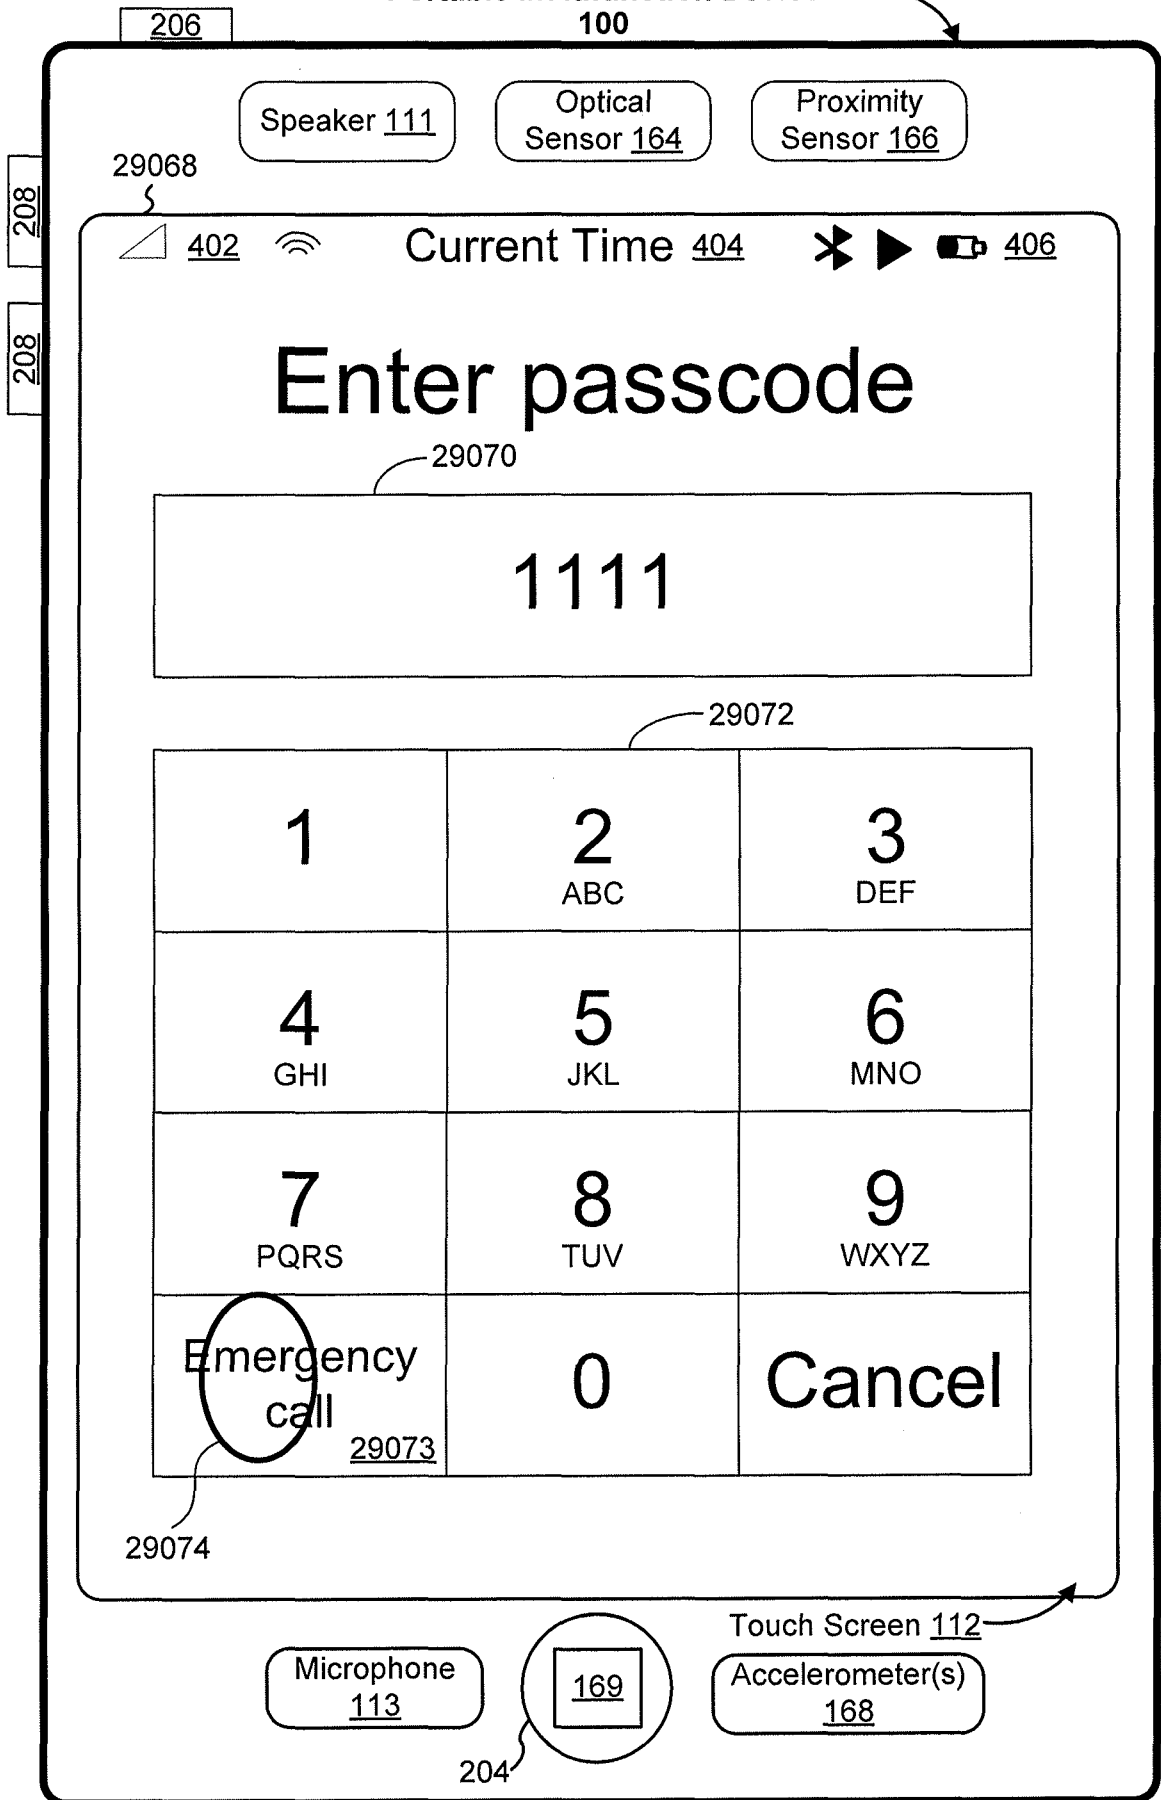 206
100
Speaker 111
Optical
Sensor 164
Proximity
Sensor 166
208
208
29068
402 Current Time 404 406
Enter passcode
29070
1111
29072
1 2 3
ABC DEF
4 5 6
GHI JKL MNO
7 8 9
PQRS TUV WXYZ
Emergency
call
29073
0 Cancel
29074
Touch Screen 112
Microphone
113
169
Accelerometer(s)
168
204